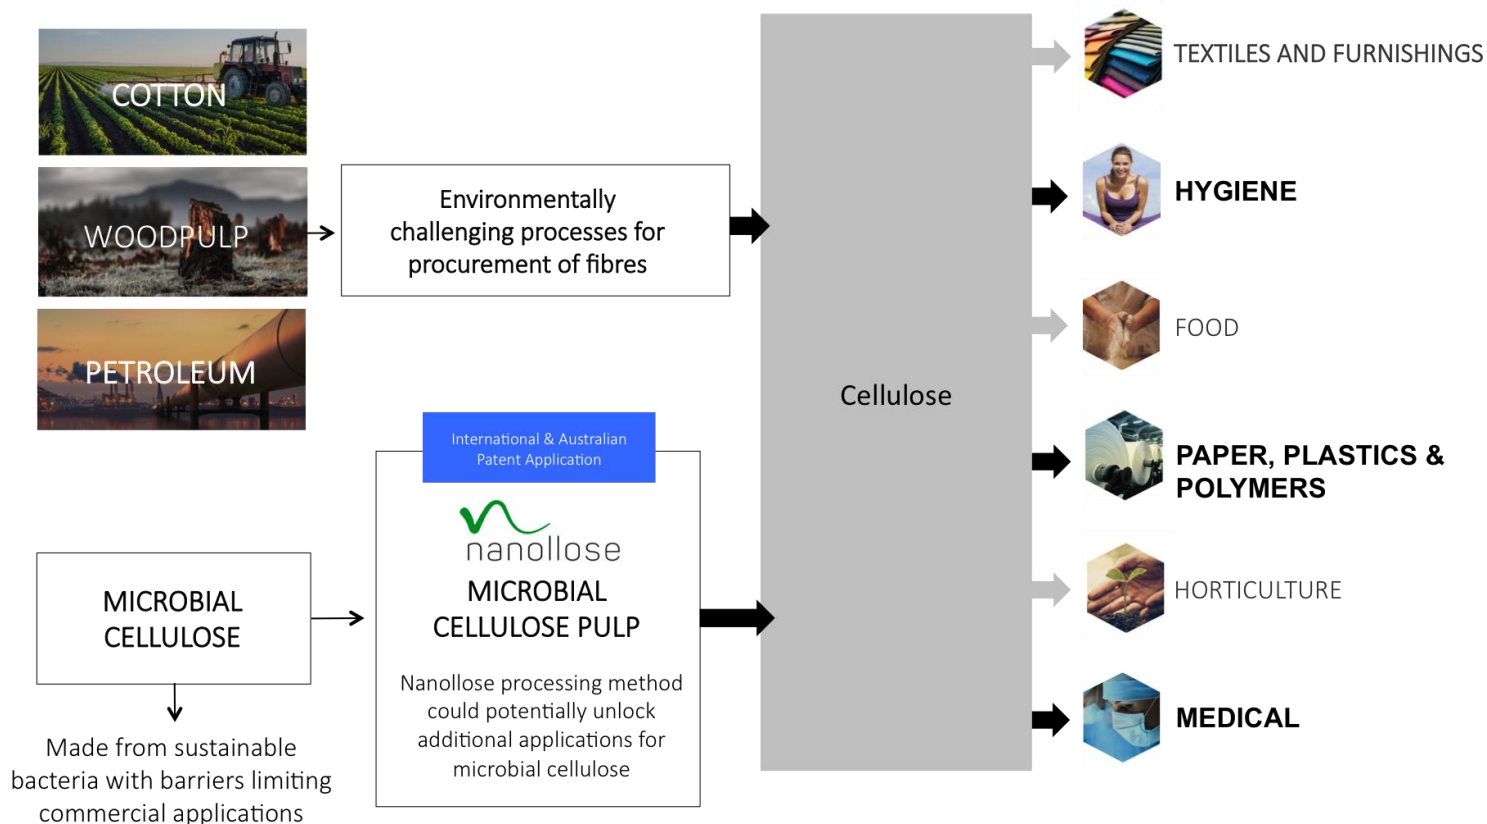 COTTON
WOODPULP
PETROLEUM
Environmentally
challenging processes for
procurement of fibres
International & Australian
Patent Application
nanollose
MICROBIAL
CELLULOSE PULP
Nanollose processing method
could potentially unlock
additional applications for
microbial cellulose
MICROBIAL
CELLULOSE
Made from sustainable
bacteria with barriers limiting
commercial applications
Cellulose
TEXTILES AND FURNISHINGS
HYGIENE
FOOD
PAPER, PLASTICS &
POLYMERS
HORTICULTURE
MEDICAL